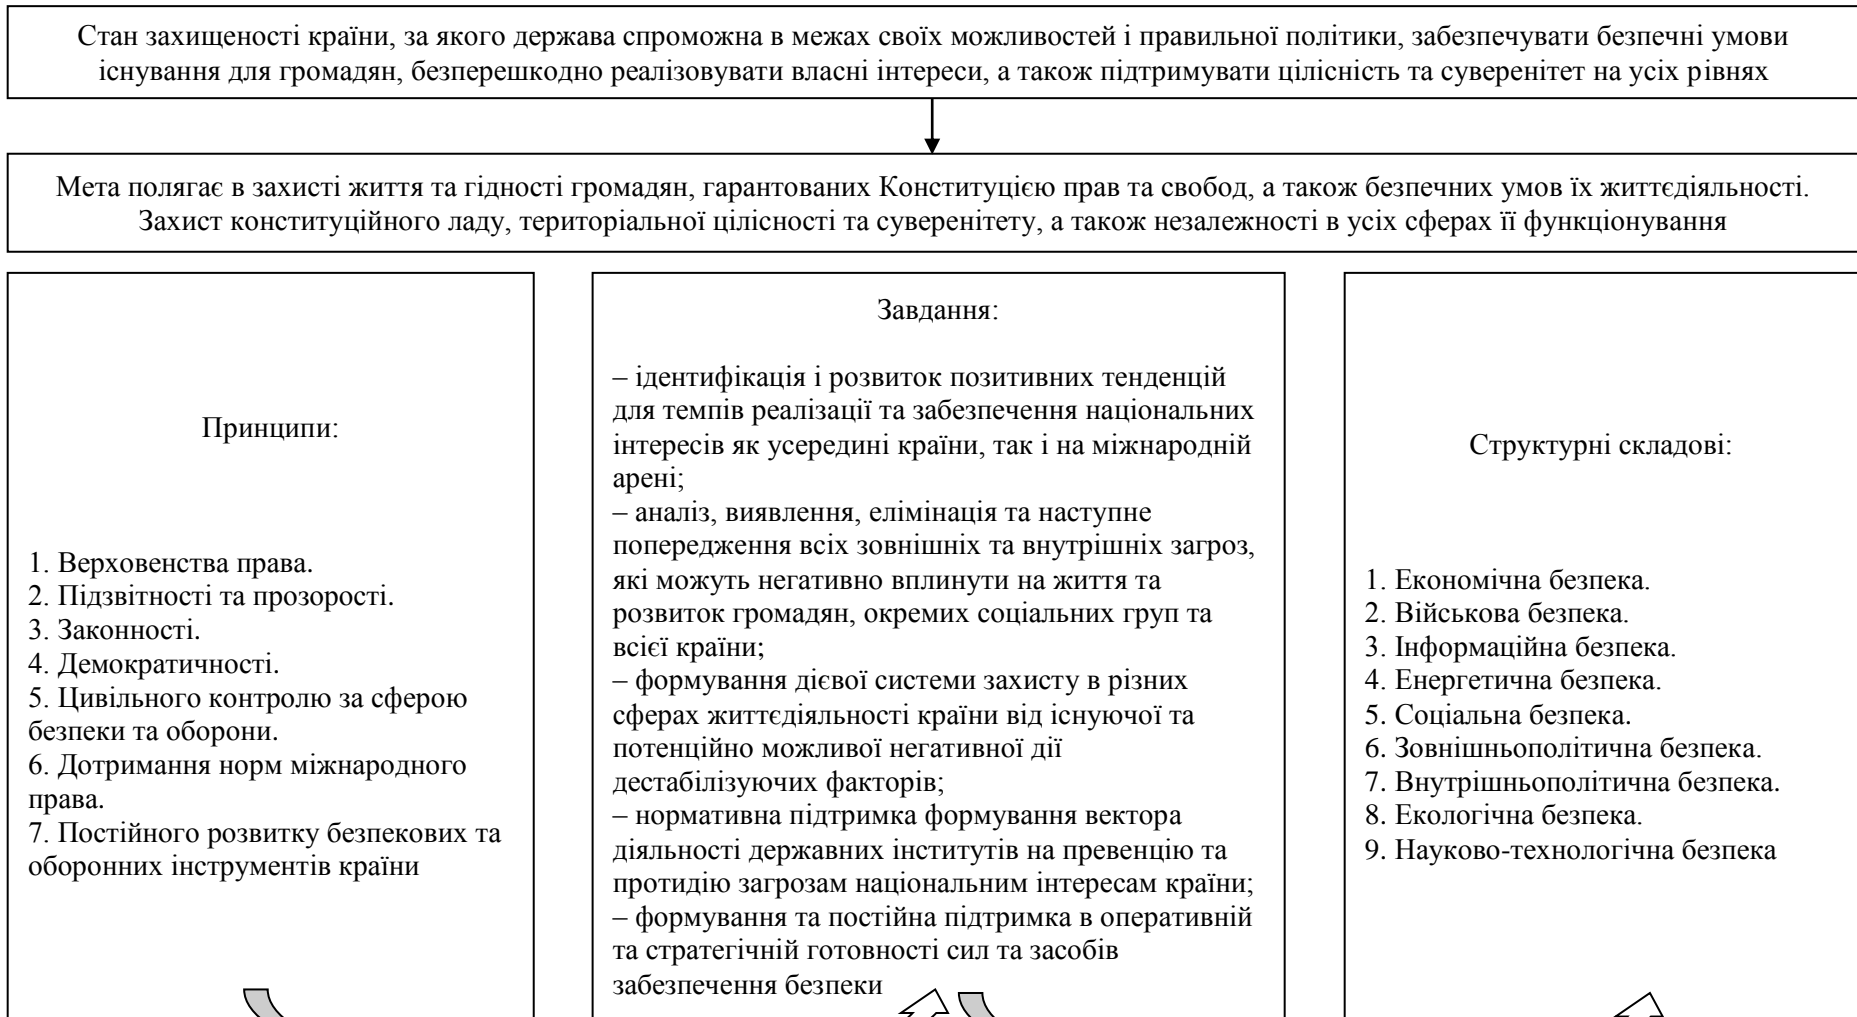 Стан захищеності країни, за якого держава спроможна в межах своїх можливостей і правильної політики, забезпечувати безпечні умови
існування для громадян, безперешкодно реалізовувати власні інтереси, а також підтримувати цілісність та суверенітет на усіх рівнях
Мета полягає в захисті життя та гідності громадян, гарантованих Конституцією прав та свобод, а також безпечних умов їх життєдіяльності.
Захист конституційного ладу, територіальної цілісності та суверенітету, а також незалежності в усіх сферах її функціонування
Принципи:
1. Верховенства права.
2. Підзвітності та прозорості.
3. Законності.
4. Демократичності.
5. Цивільного контролю за сферою
безпеки та оборони.
6. Дотримання норм міжнародного
права.
7. Постійного розвитку безпекових та
оборонних інструментів країни
Завдання:
– ідентифікація і розвиток позитивних тенденцій
для темпів реалізації та забезпечення національних
інтересів як усередині країни, так і на міжнародній
арені;
– аналіз, виявлення, елімінація та наступне
попередження всіх зовнішніх та внутрішніх загроз,
які можуть негативно вплинути на життя та
розвиток громадян, окремих соціальних груп та
всієї країни;
– формування дієвої системи захисту в різних
сферах життєдіяльності країни від існуючої та
потенційно можливої негативної дії
дестабілізуючих факторів;
– нормативна підтримка формування вектора
діяльності державних інститутів на превенцію та
протидію загрозам національним інтересам країни;
– формування та постійна підтримка в оперативній
та стратегічній готовності сил та засобів
забезпечення безпеки
Структурні складові:
1. Економічна безпека.
2. Військова безпека.
3. Інформаційна безпека.
4. Енергетична безпека.
5. Соціальна безпека.
6. Зовнішньополітична безпека.
7. Внутрішньополітична безпека.
8. Екологічна безпека.
9. Науково-технологічна безпека